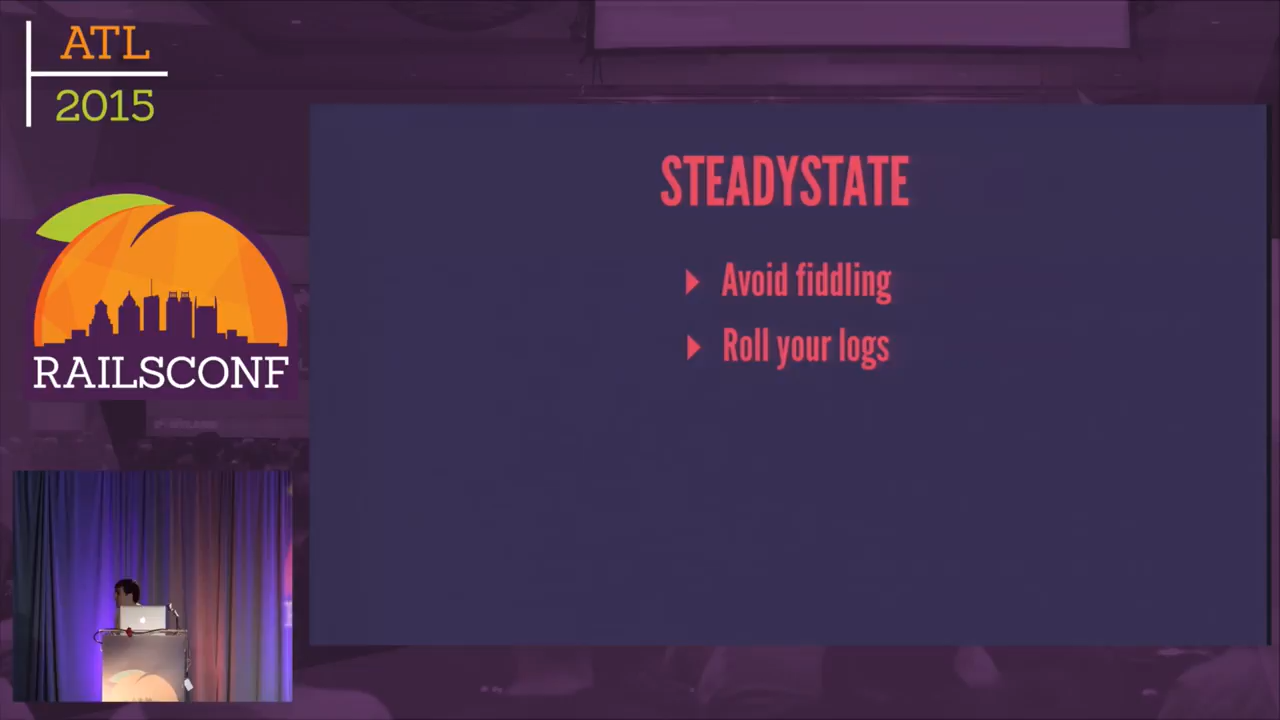 ATL
2015
RAILSCONF
STEADYSTATE
Avoid fiddling
Roll your logs